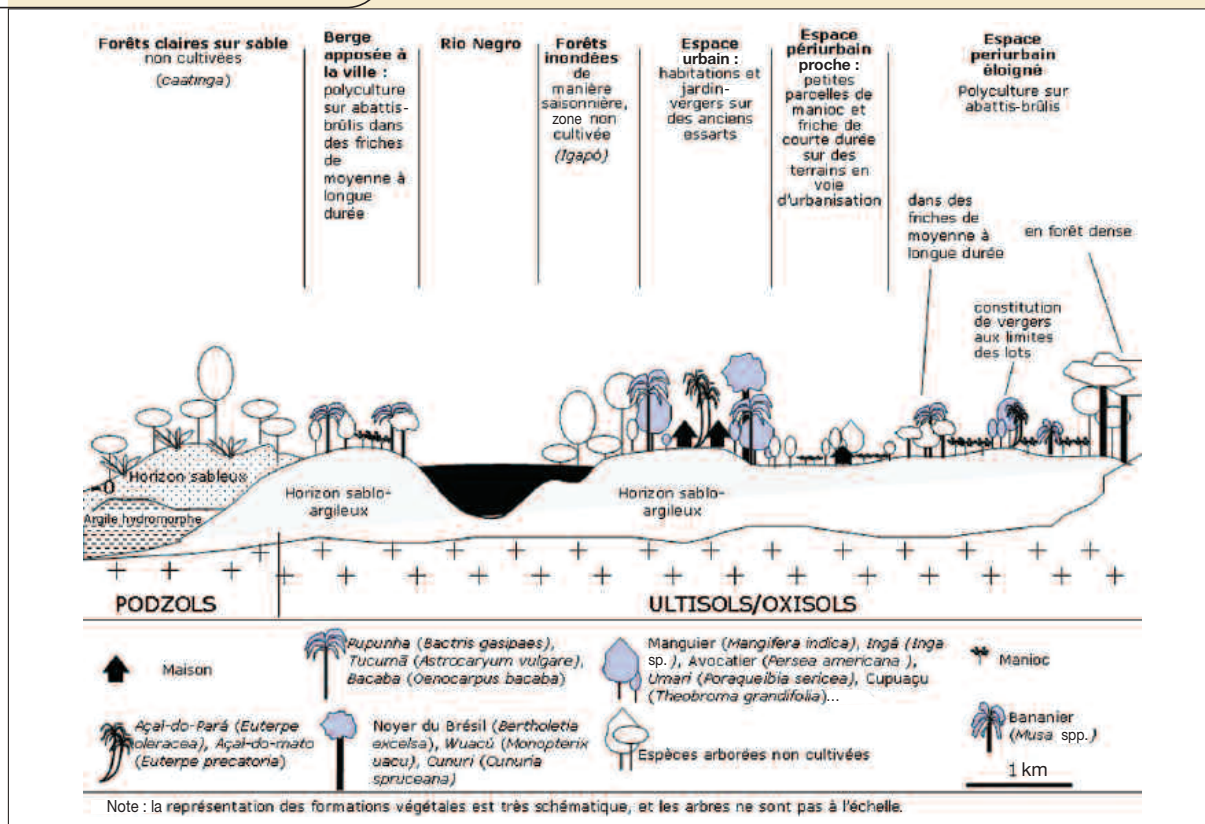 Forêts claires sur sable
non cultivées
(caatinga)
Berge
apposée à
la ville :
polyculture
sur abattis-
brûlis dans
des friches
de
moyenne à
longue
durée
Rio Negro
Forêts
inondées
de
manière
saisonnière,
zone non
cultivée
(Igapó)
Espace
urbain :
habitations et
jardin-
vergers sur
des anciens
essarts
Espace
périurbain
proche :
petites
parcelles de
manioc et
friche de
courte durée
sur des
terrains en
voie
d'urbanisation
Espace
periurbain
éloigné
Polyculture sur
abattis-brûlis
dans des
friches de
moyenne à
longue durée
en forêt dense
constitution
de vergers
aux limites
des lots
Horizon sableux
Argile hydromorphe
Horizon sablo-
argileux
Horizon sablo-
argileux
PODZOLS
ULTISOLS/OXISOLS
Maison
Pupunha (Bactris gasipaes),
Tucumã (Astrocaryum vulgare),
Bacaba (Oenocarpus bacaba)
Manguier (Mangifera indica), Ingá (Inga
sp.), Avocatier (Persea americana ),
Umari (Poraqueibia sericea), Cupuaçu
(Theobroma grandifolia)...
Manioc
Açaí-do-Pará (Euterpe
oleracea), Açaí-do-mato
(Euterpe precatoria)
Noyer du Brésil (Bertholetia
excelsa), Wuacú (Monopterix
uacu), Cunuri (Cunuria
spruceana)
Espèces arborées non cultivées
Bananier
(Musa spp.)
1 km
Note : la représentation des formations végétales est très schématique, et les arbres ne sont pas à l'échelle.